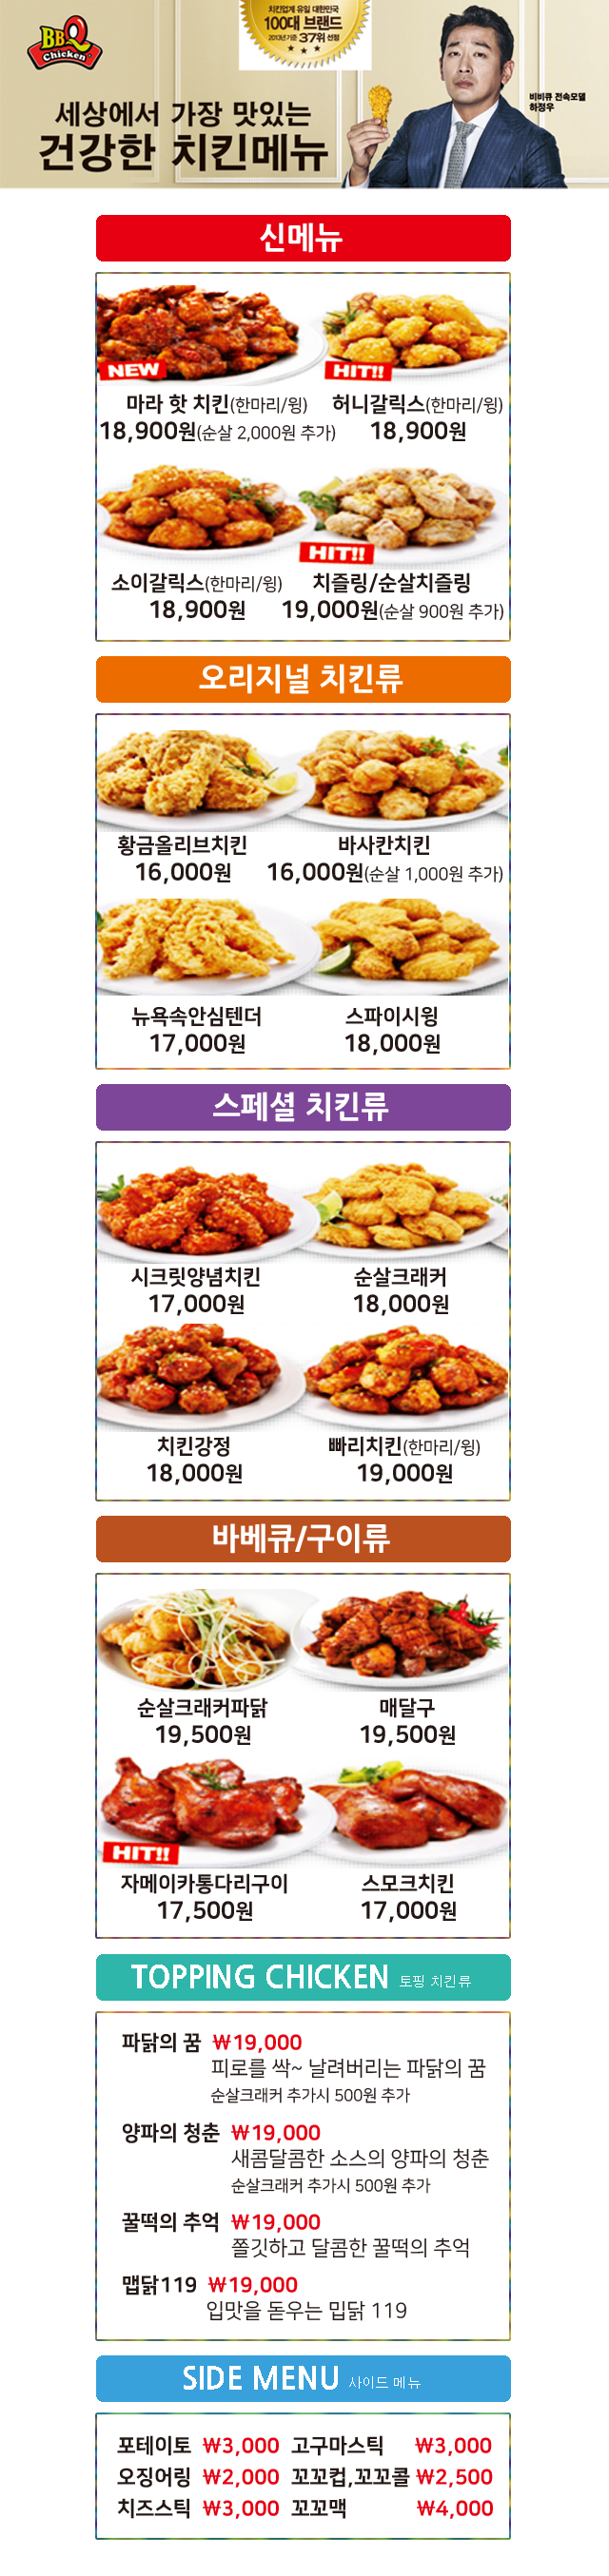 치킨업계 유일 대한민국
100대 브랜드
2013년 기준 37위 선정
BBQ
Chicken
비비큐 전속모델
하정우
세상에서 가장 맛있는
건강한 치킨메뉴
신메뉴
NEW
HIT!!
마라 핫 치킨(한마리/윙) 허니갈릭스(한마리/윙)
18,900원(순살 2,000원 추가) 18,900원
HIT!!
소이갈릭스(한마리/윙) 치즐링/순살치즐링
18,900원 19,000원(순살 900원 추가)
오리지널 치킨류
황금올리브치킨 바사칸치킨
16,000원 16,000원(순살 1,000원 추가)
뉴욕속안심텐더 스파이시윙
17,000원 18,000원
스페셜 치킨류
시크릿양념치킨 순살크래커
17,000원 18,000원
치킨강정 빠리치킨(한마리/윙)
18,000원 19,000원
바베큐/구이류
순살크래커파닭 매달구
19,500원 19,500원
HIT!!
자메이카통다리구이 스모크치킨
17,500원 17,000원
TOPPING CHICKEN 토핑 치킨류
파닭의 꿈 ₩19,000
피로를 싹~ 날려버리는 파닭의 꿈
순살크래커 추가시 500원 추가
양파의 청춘 ₩19,000
새콤달콤한 소스의 양파의 청춘
순살크래커 추가시 500원 추가
꿀떡의 추억 ₩19,000
쫄깃하고 달콤한 꿀떡의 추억
맵닭119 ₩19,000
입맛을 돋우는 밉닭 119
SIDE MENU 사이드 메뉴
포테이토 ₩3,000 고구마스틱 ₩3,000
오징어링 ₩2,000 꼬꼬컵,꼬꼬콜 ₩2,500
치즈스틱 ₩3,000 꼬꼬맥 ₩4,000